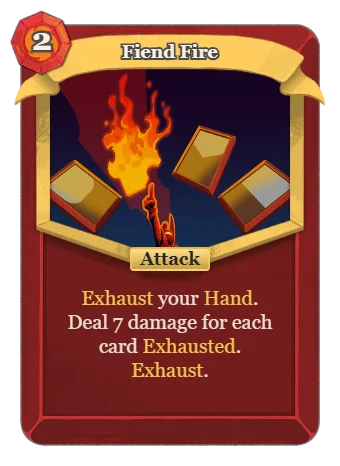 2
Fiend Fire
Attack
Exhaust your Hand.
Deal 7 damage for each
card Exhausted.
Exhaust.